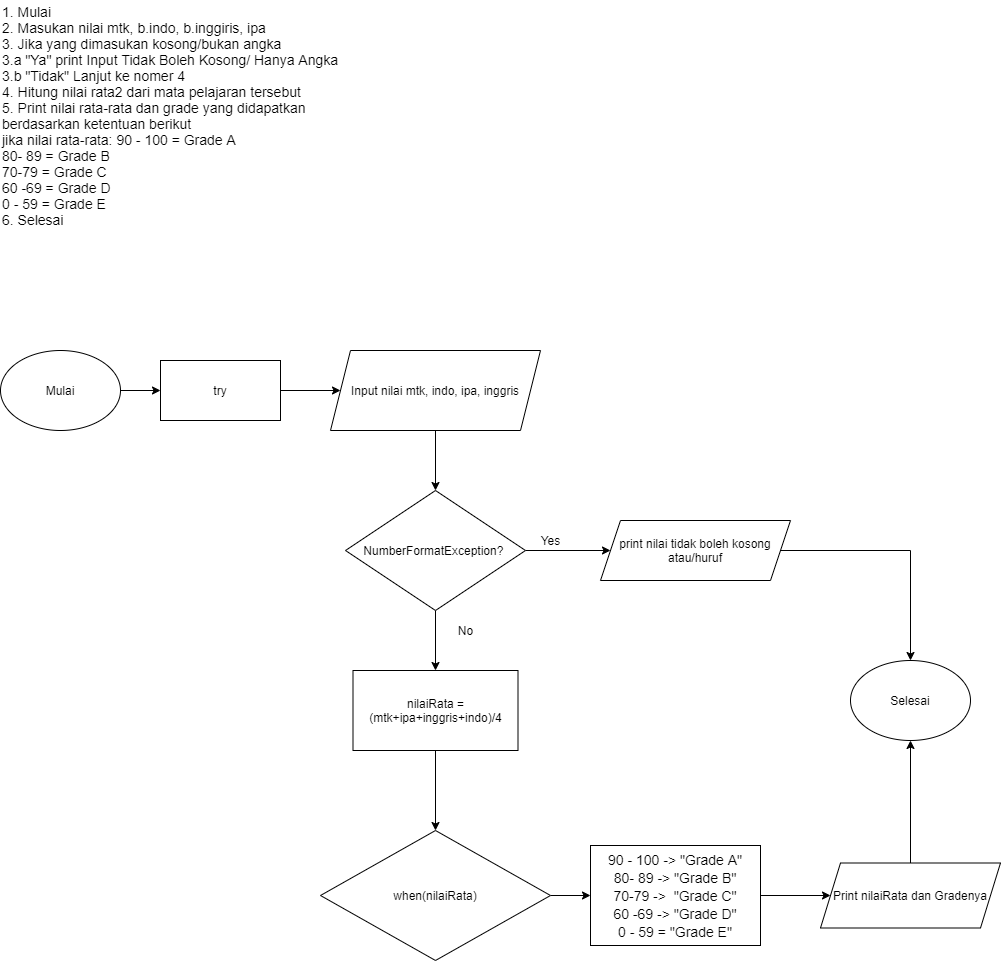 1. Mulai
2. Masukan nilai mtk, b.indo, b.inggiris, ipa
3. Jika yang dimasukan kosong/bukan angka
3.a "Ya" print Input Tidak Boleh Kosong/ Hanya Angka
3.b "Tidak" Lanjut ke nomer 4
4. Hitung nilai rata2 dari mata pelajaran tersebut
5. Print nilai rata-rata dan grade yang didapatkan
berdasarkan ketentuan berikut
jika nilai rata-rata: 90 - 100 = Grade A
80- 89 = Grade B
70-79 = Grade C
60 -69 = Grade D
0 - 59 = Grade E
6. Selesai
Mulai
try
Input nilai mtk, indo, ipa, inggris
NumberFormatException?
Yes
print nilai tidak boleh kosong
atau/huruf
No
nilaiRata =
(mtk+ipa+inggris+indo)/4
Selesai
when(nilaiRata)
90 - 100 -> "Grade A"
80- 89 -> "Grade B"
70-79 -> "Grade C"
60 -69 -> "Grade D"
0 - 59 = "Grade E"
Print nilaiRata dan Gradenya